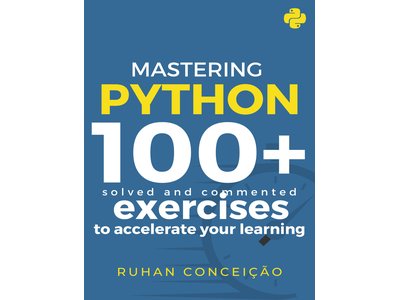 MASTERING
PYTHON
100+
solved and commented
exercises
to accelerate your learning
RUHAN CONCEIÇÃO